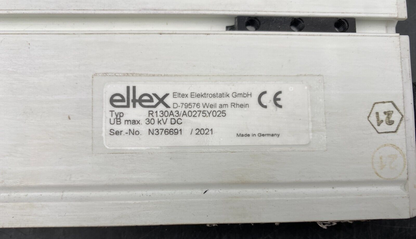 eltex
Eltex Elektrostatik GmbH
D-79576 Weil am Rhein
CE
Typ R130A3/A0275Y025
UB max. 30 kV DC
Ser.-No. N376691 / 2021
Made in Germany
21
21